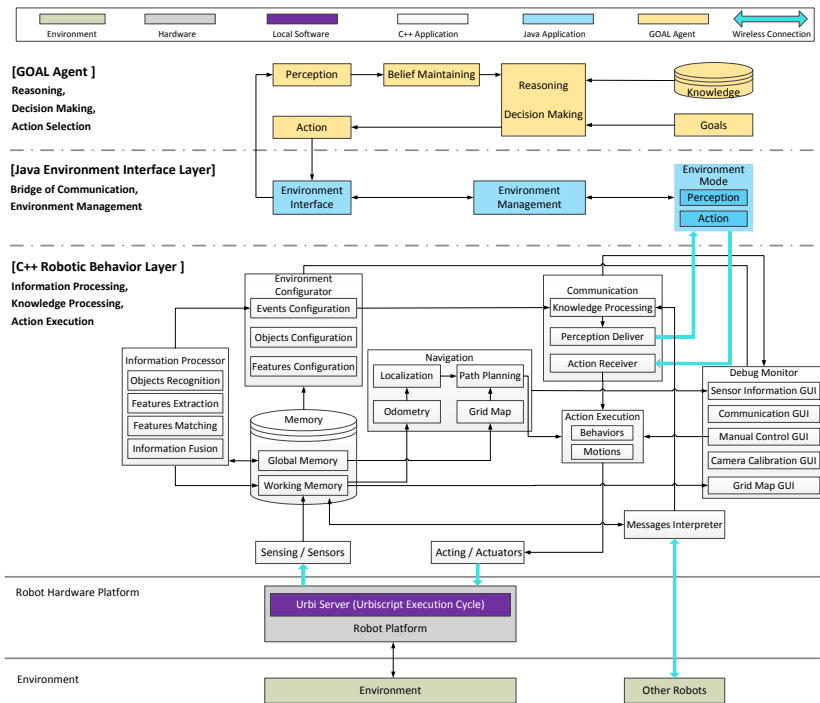 Environment
Hardware
Local Software
C++ Application
Java Application
GOAL Agent
Wireless Connection
[GOAL Agent ]
Reasoning,
Decision Making,
Action Selection
Perception
Belief Maintaining
Reasoning
Decision Making
Knowledge
Action
Goals
[Java Environment Interface Layer]
Bridge of Communication,
Environment Management
Environment
Interface
Environment
Management
Environment
Mode
Perception
Action
[C++ Robotic Behavior Layer ]
Information Processing,
Knowledge Processing,
Action Execution
Environment
Configurator
Events Configuration
Objects Configuration
Features Configuration
Communication
Knowledge Processing
Perception Deliver
Action Receiver
Information Processor
Objects Recognition
Features Extraction
Features Matching
Information Fusion
Navigation
Localization
Path Planning
Odometry
Grid Map
Debug Monitor
Sensor Information GUI
Communication GUI
Manual Control GUI
Camera Calibration GUI
Grid Map GUI
Memory
Global Memory
Working Memory
Action Execution
Behaviors
Motions
Messages Interpreter
Sensing / Sensors
Acting / Actuators
Robot Hardware Platform
Urbi Server (Urbiscript Execution Cycle)
Robot Platform
Environment
Environment
Other Robots